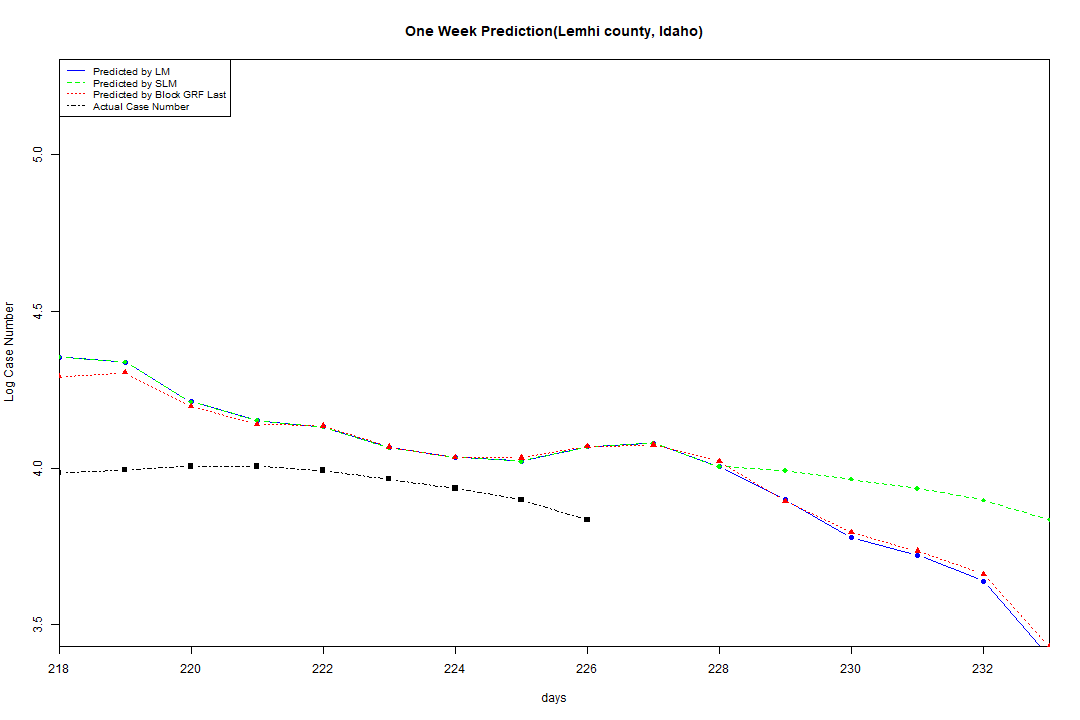 One Week Prediction(Lemhi county, Idaho)
Predicted by LM
Predicted by SLM
Predicted by Block GRF Last
Actual Case Number
5.0
4.5
4.0
3.5
Log Case Number
218 220 222 224 226 228 230 232
days